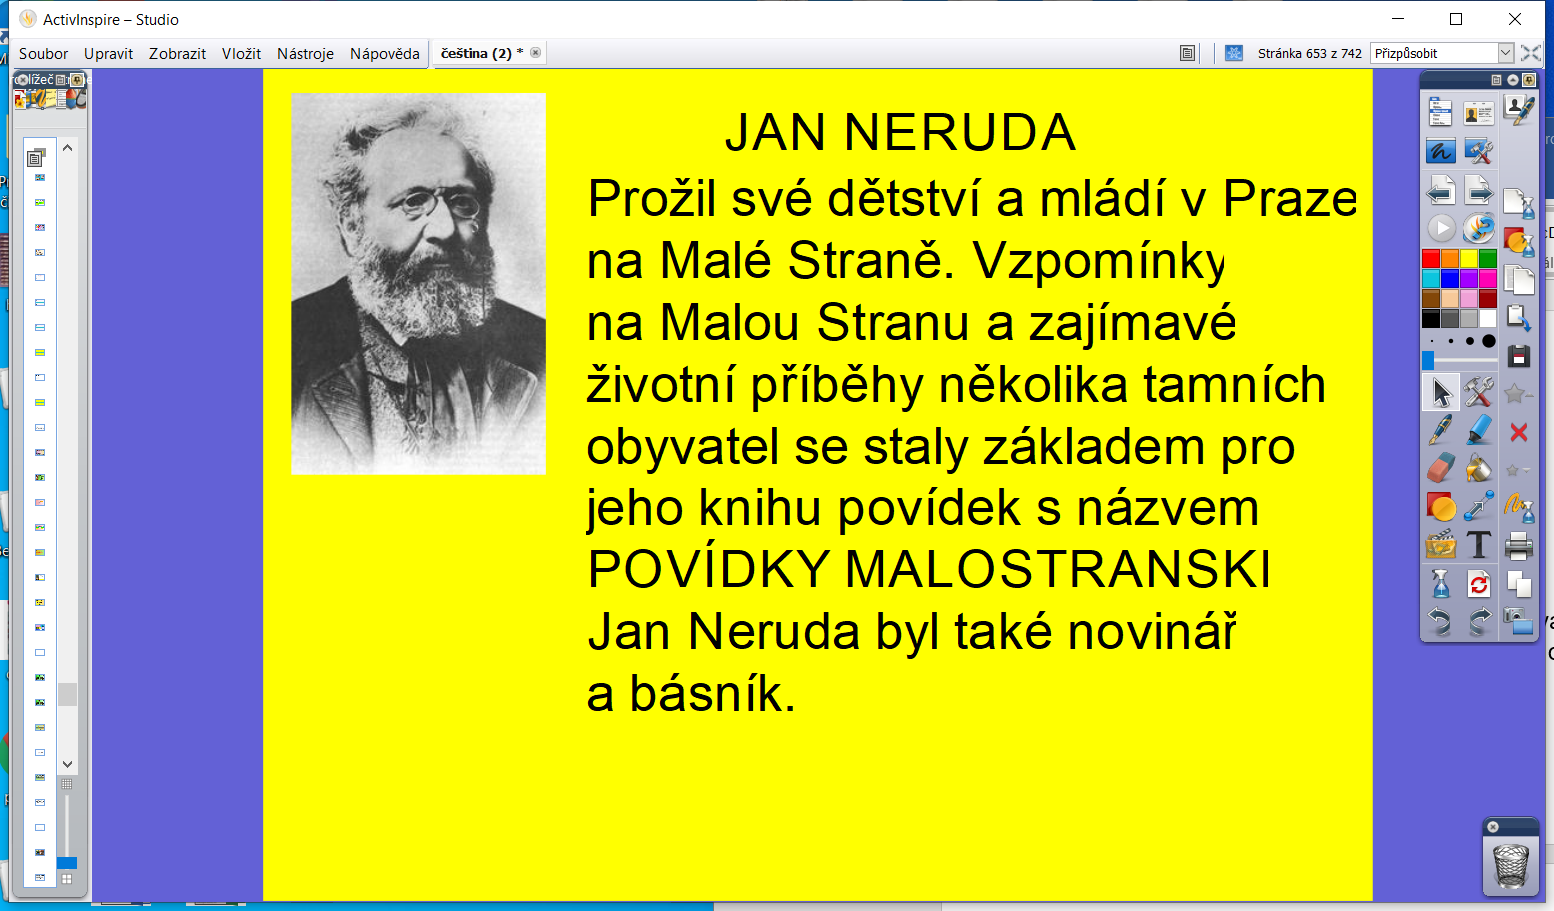 ActivInspire – Studio
Soubor Upravit Zobrazit Vložit Nástroje Nápověda čeština (2) * Stránka 653 z 742 Přizpůsobit
JAN NERUDA
Prožil své dětství a mládí v Praze
na Malé Straně. Vzpomínky
na Malou Stranu a zajímavé
životní příběhy několika tamních
obyvatel se staly základem pro
jeho knihu povídek s názvem
POVÍDKY MALOSTRANSKI
Jan Neruda byl také novinář
a básník.